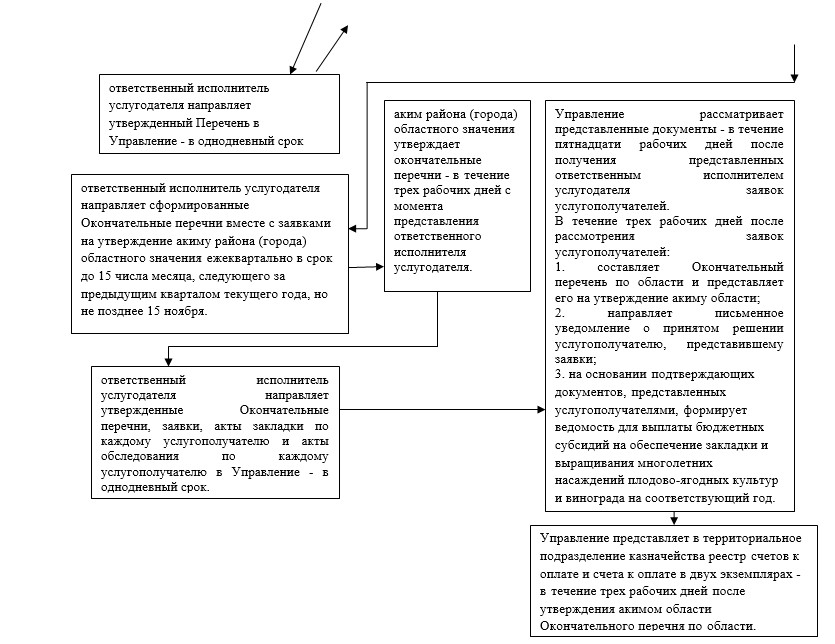 ответственный исполнитель
услугодателя направляет
утвержденный Перечень в
Управление - в однодневный срок
ответственный исполнитель услугодателя
направляет сформированные
Окончательные перечни вместе с заявками
на утверждение акиму района (города)
областного значения ежеквартально в срок
до 15 числа месяца, следующего за
предыдущим кварталом текущего года, но
не позднее 15 ноября.
аким района (города)
областного значения
утверждает
окончательные
перечни - в течение
трех рабочих дней с
момента
представления
ответственного
исполнителя
услугодателя.
ответственный исполнитель
услугодателя направляет
утвержденные Окончательные
перечни, заявки, акты закладки по
каждому услугополучателю и акты
обследования по каждому
услугополучателю в Управление - в
однодневный срок.
Управление рассматривает
представленные документы - в течение
пятнадцати рабочих дней после
получения представленных
ответственным исполнителем
услугодателя заявок
услугополучателей.
В течение трех рабочих дней после
рассмотрения заявок
услугополучателей:
1. составляет Окончательный
перечень по области и представляет
его на утверждение акиму области;
2. направляет письменное
уведомление о принятом решении
услугополучателю, представившему
заявки;
3. на основании подтверждающих
документов, представленных
услугополучателями, формирует
ведомость для выплаты бюджетных
субсидий на обеспечение закладки и
выращивания многолетних
насаждений плодово-ягодных культур
и винограда на соответствующий год.
Управление представляет в территориальное
подразделение казначейства реестр счетов к
оплате и счета к оплате в двух экземплярах -
в течение трех рабочих дней после
утверждения акимом области
Окончательного перечня по области.